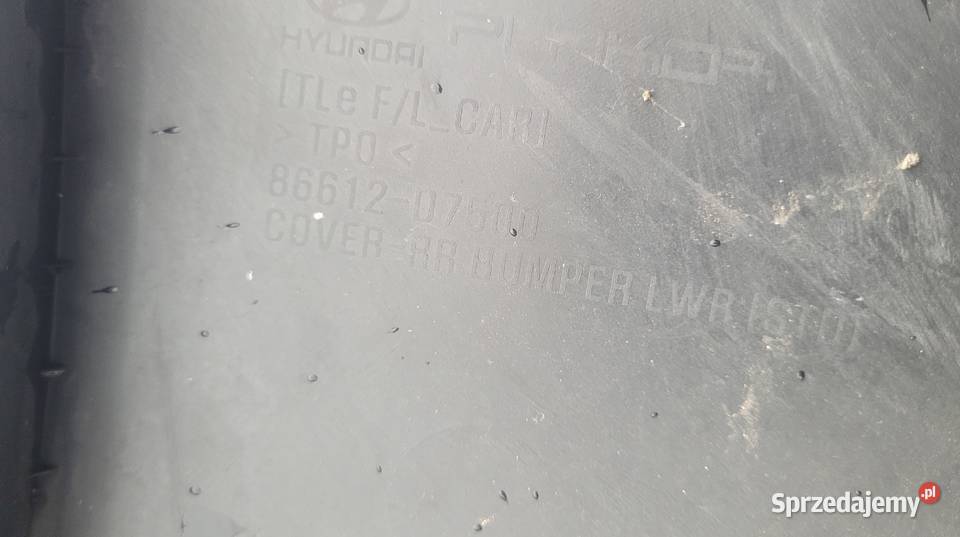 HYUNDAI
[TLe F/L_CAR]
> TPO <
86612-D7500
COVER-RR BUMPER LWR (STD)
Sprzedajemy.pl